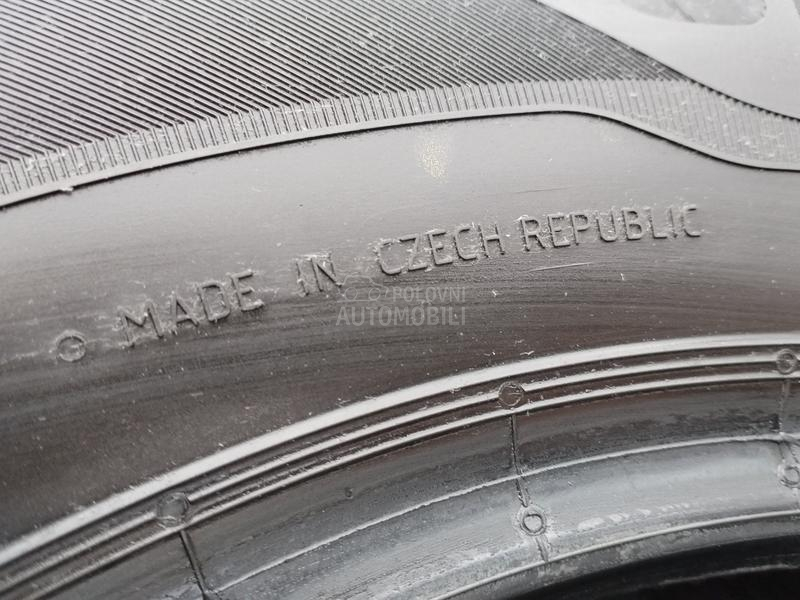 MADE IN CZECH REPUBLIC
POLOVNI
AUTOMOBILI